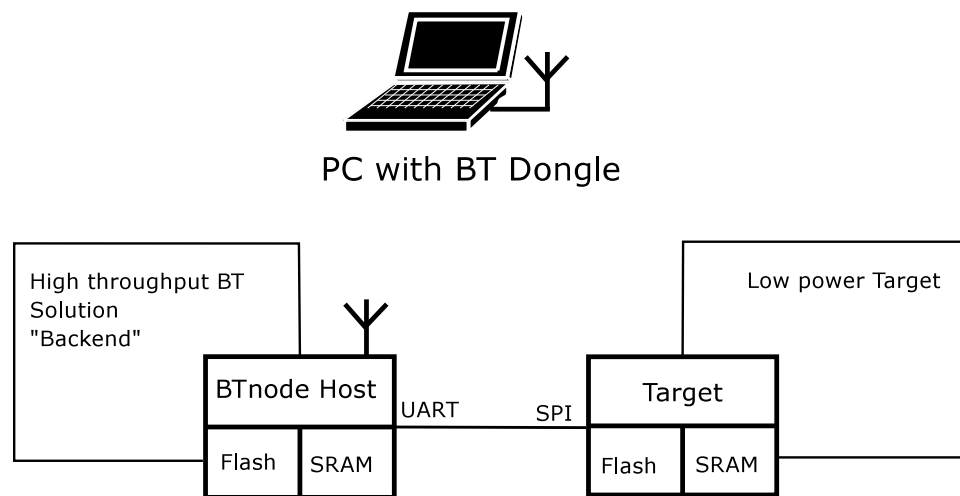 PC with BT Dongle
High throughput BT
Solution
"Backend"
Low power Target
BTnode Host
UART
SPI
Target
Flash
SRAM
Flash
SRAM